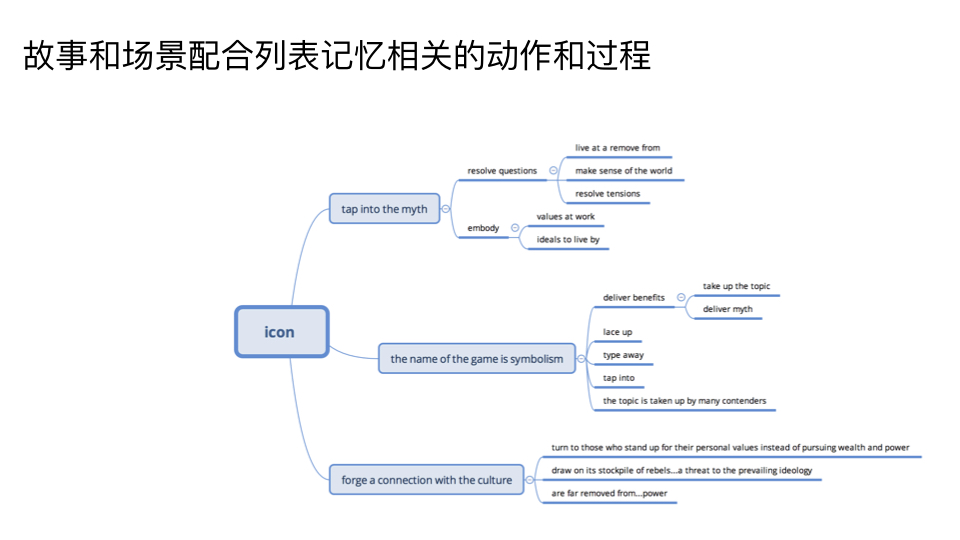 故事和场景配合列表记忆相关的动作和过程
live at a remove from
resolve questions
make sense of the world
resolve tensions
tap into the myth
values at work
embody
ideals to live by
take up the topic
deliver benefits
deliver myth
icon
lace up
the name of the game is symbolism
type away
tap into
the topic is taken up by many contenders
turn to those who stand up for their personal values instead of pursuing wealth and power
draw on its stockpile of rebels...a threat to the prevailing ideology
forge a connection with the culture
are far removed from...power